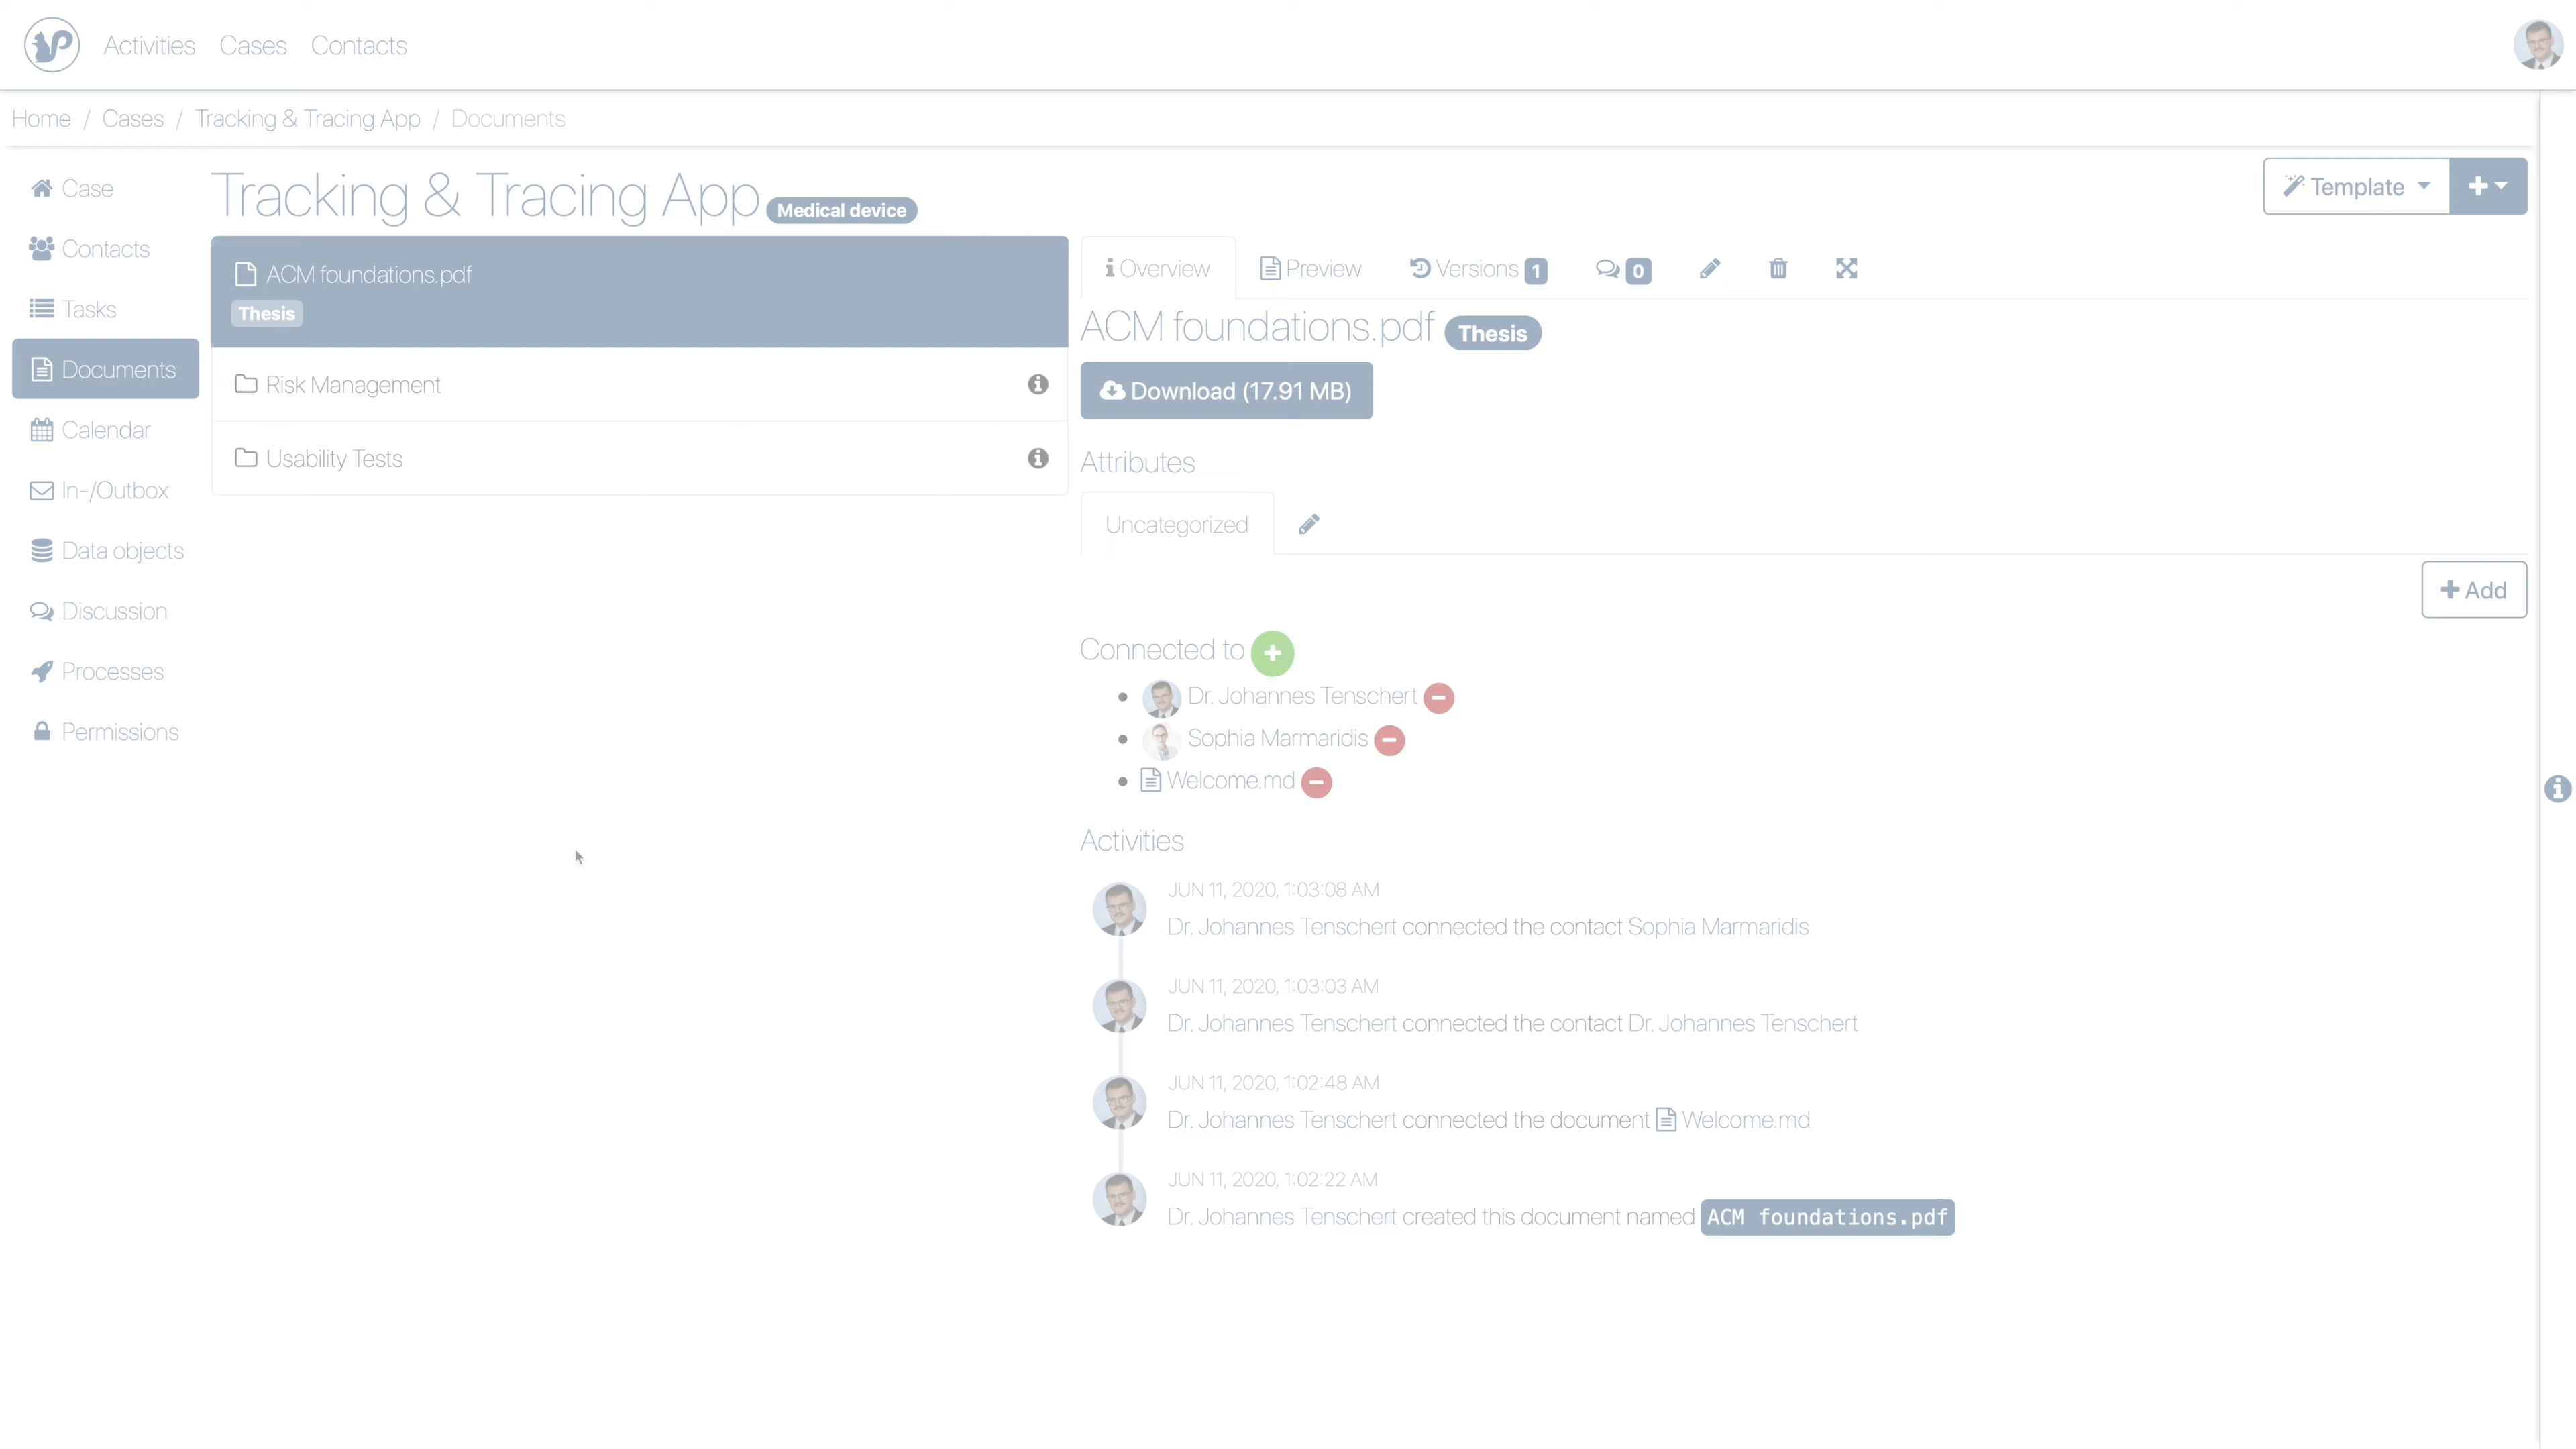 Activities Cases Contacts
Home / Cases / Tracking & Tracing App / Documents
Case
Contacts
Tasks
Documents
Calendar
In-/Outbox
Data objects
Discussion
Processes
Permissions
Tracking & Tracing App Medical device
Template
ACM foundations.pdf
Thesis
Risk Management
Usability Tests
Overview Preview Versions 1 0
ACM foundations.pdf Thesis
Download (17.91 MB)
Attributes
Uncategorized
Add
Connected to
Dr. Johannes Tenschert
Sophia Marmaridis
Welcome.md
Activities
JUN 11, 2020, 1:03:08 AM
Dr. Johannes Tenschert connected the contact Sophia Marmaridis
JUN 11, 2020, 1:03:03 AM
Dr. Johannes Tenschert connected the contact Dr. Johannes Tenschert
JUN 11, 2020, 1:02:48 AM
Dr. Johannes Tenschert connected the document Welcome.md
JUN 11, 2020, 1:02:22 AM
Dr. Johannes Tenschert created this document named ACM foundations.pdf